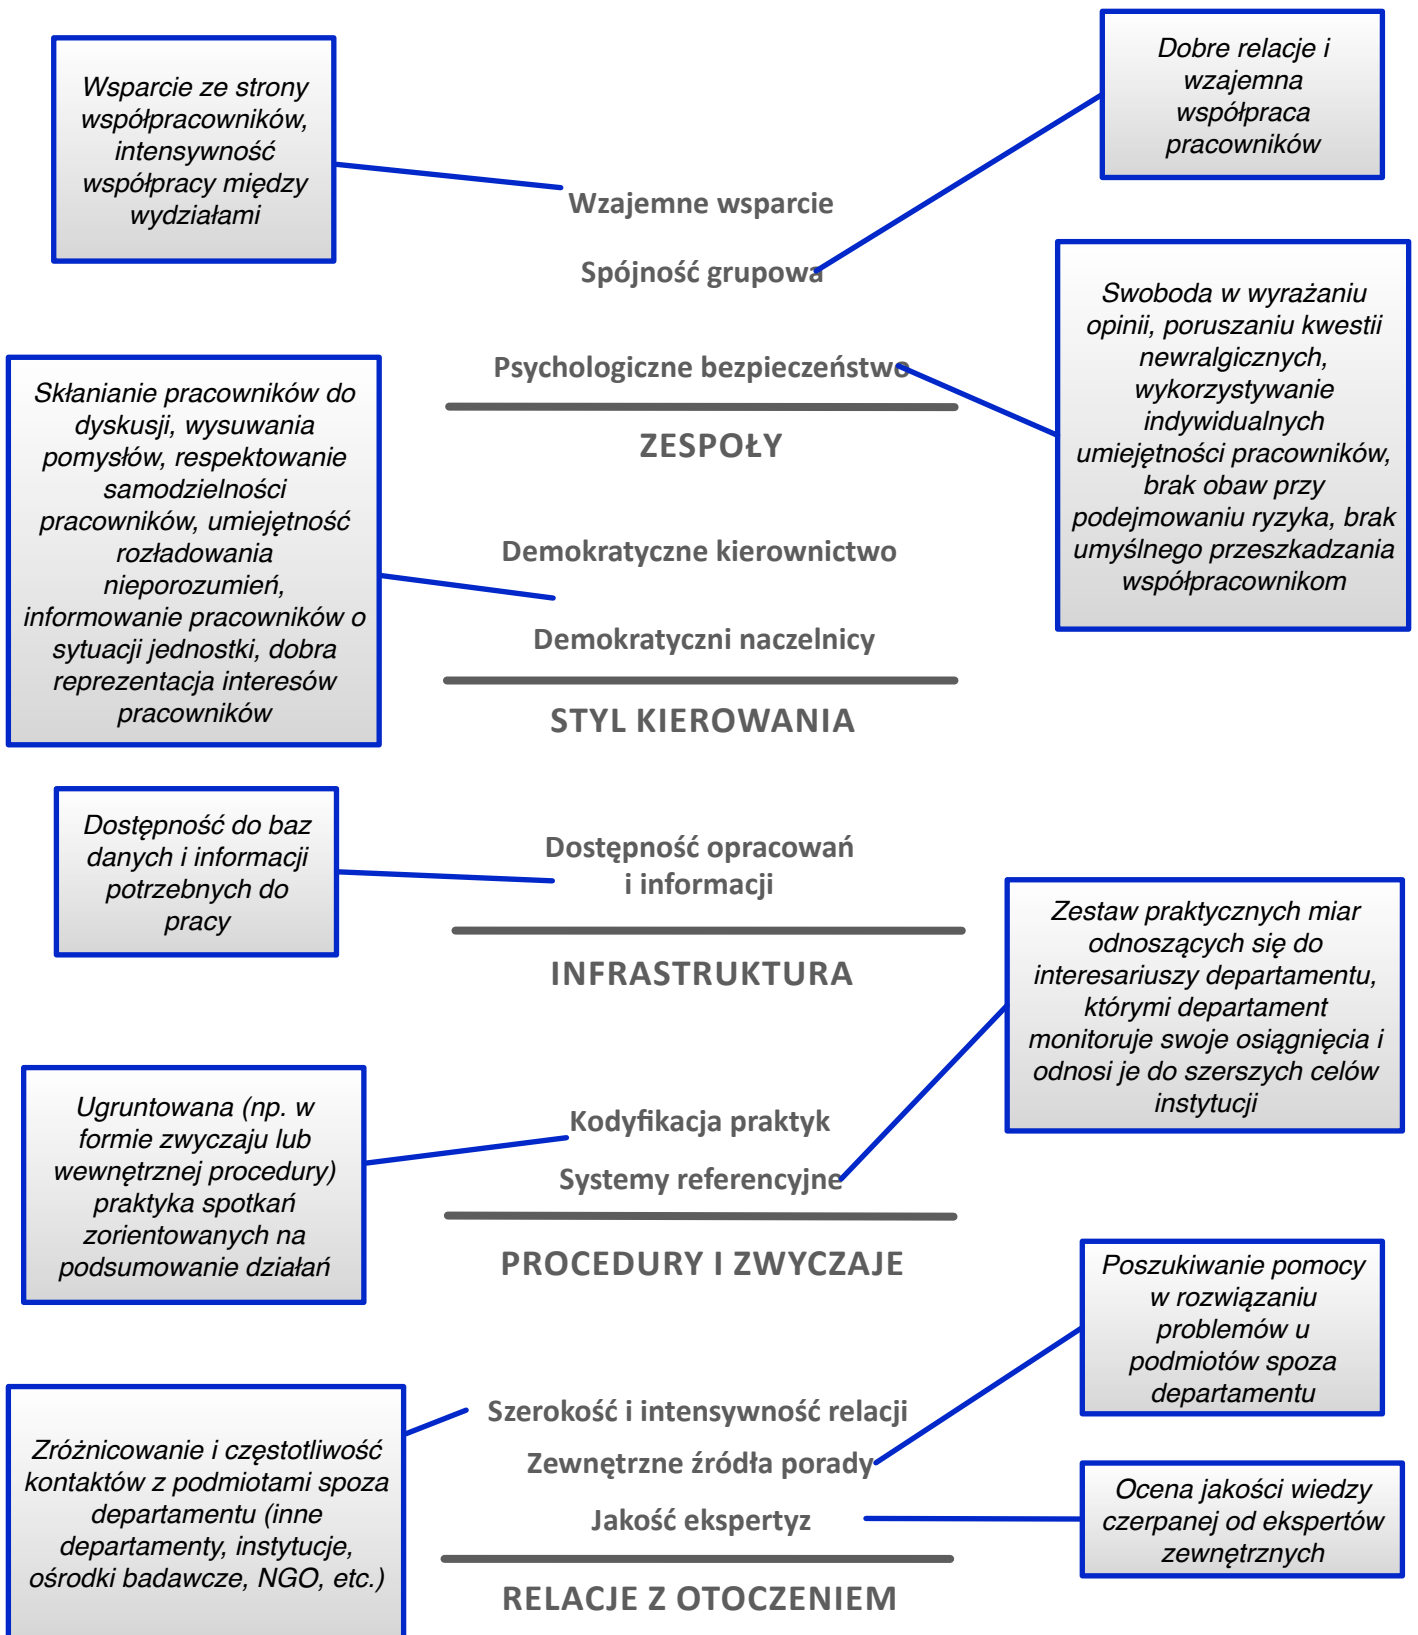 Wsparcie ze strony
współpracowników,
intensywność
współpracy między
wydziałami
Dobre relacje i
wzajemna
współpraca
pracowników
Wzajemne wsparcie
Spójność grupowa
Psychologiczne bezpieczeństwo
ZESPOŁY
Swoboda w wyrażaniu
opinii, poruszaniu kwestii
newralgicznych,
wykorzystywanie
indywidualnych
umiejętności pracowników,
brak obaw przy
podejmowaniu ryzyka, brak
umyślnego przeszkadzania
współpracownikom
Skłanianie pracowników do
dyskusji, wysuwania
pomysłów, respektowanie
samodzielności
pracowników, umiejętność
rozładowania
nieporozumień,
informowanie pracowników o
sytuacji jednostki, dobra
reprezentacja interesów
pracowników
Demokratyczne kierownictwo
Demokratyczni naczelnicy
STYL KIEROWANIA
Dostępność do baz
danych i informacji
potrzebnych do
pracy
Dostępność opracowań
i informacji
INFRASTRUKTURA
Zestaw praktycznych miar
odnoszących się do
interesariuszy departamentu,
którymi departament
monitoruje swoje osiągnięcia i
odnosi je do szerszych celów
instytucji
Ugruntowana (np. w
formie zwyczaju lub
wewnętrznej procedury)
praktyka spotkań
zorientowanych na
podsumowanie działań
Kodyfikacja praktyk
Systemy referencyjne
PROCEDURY I ZWYCZAJE
Poszukiwanie pomocy
w rozwiązaniu
problemów u
podmiotów spoza
departamentu
Zróżnicowanie i częstotliwość
kontaktów z podmiotami spoza
departamentu (inne
departamenty, instytucje,
ośrodki badawcze, NGO, etc.)
Szerokość i intensywność relacji
Zewnętrzne źródła porady
Jakość ekspertyz
RELACJE Z OTOCZENIEM
Ocena jakości wiedzy
czerpanej od ekspertów
zewnętrznych